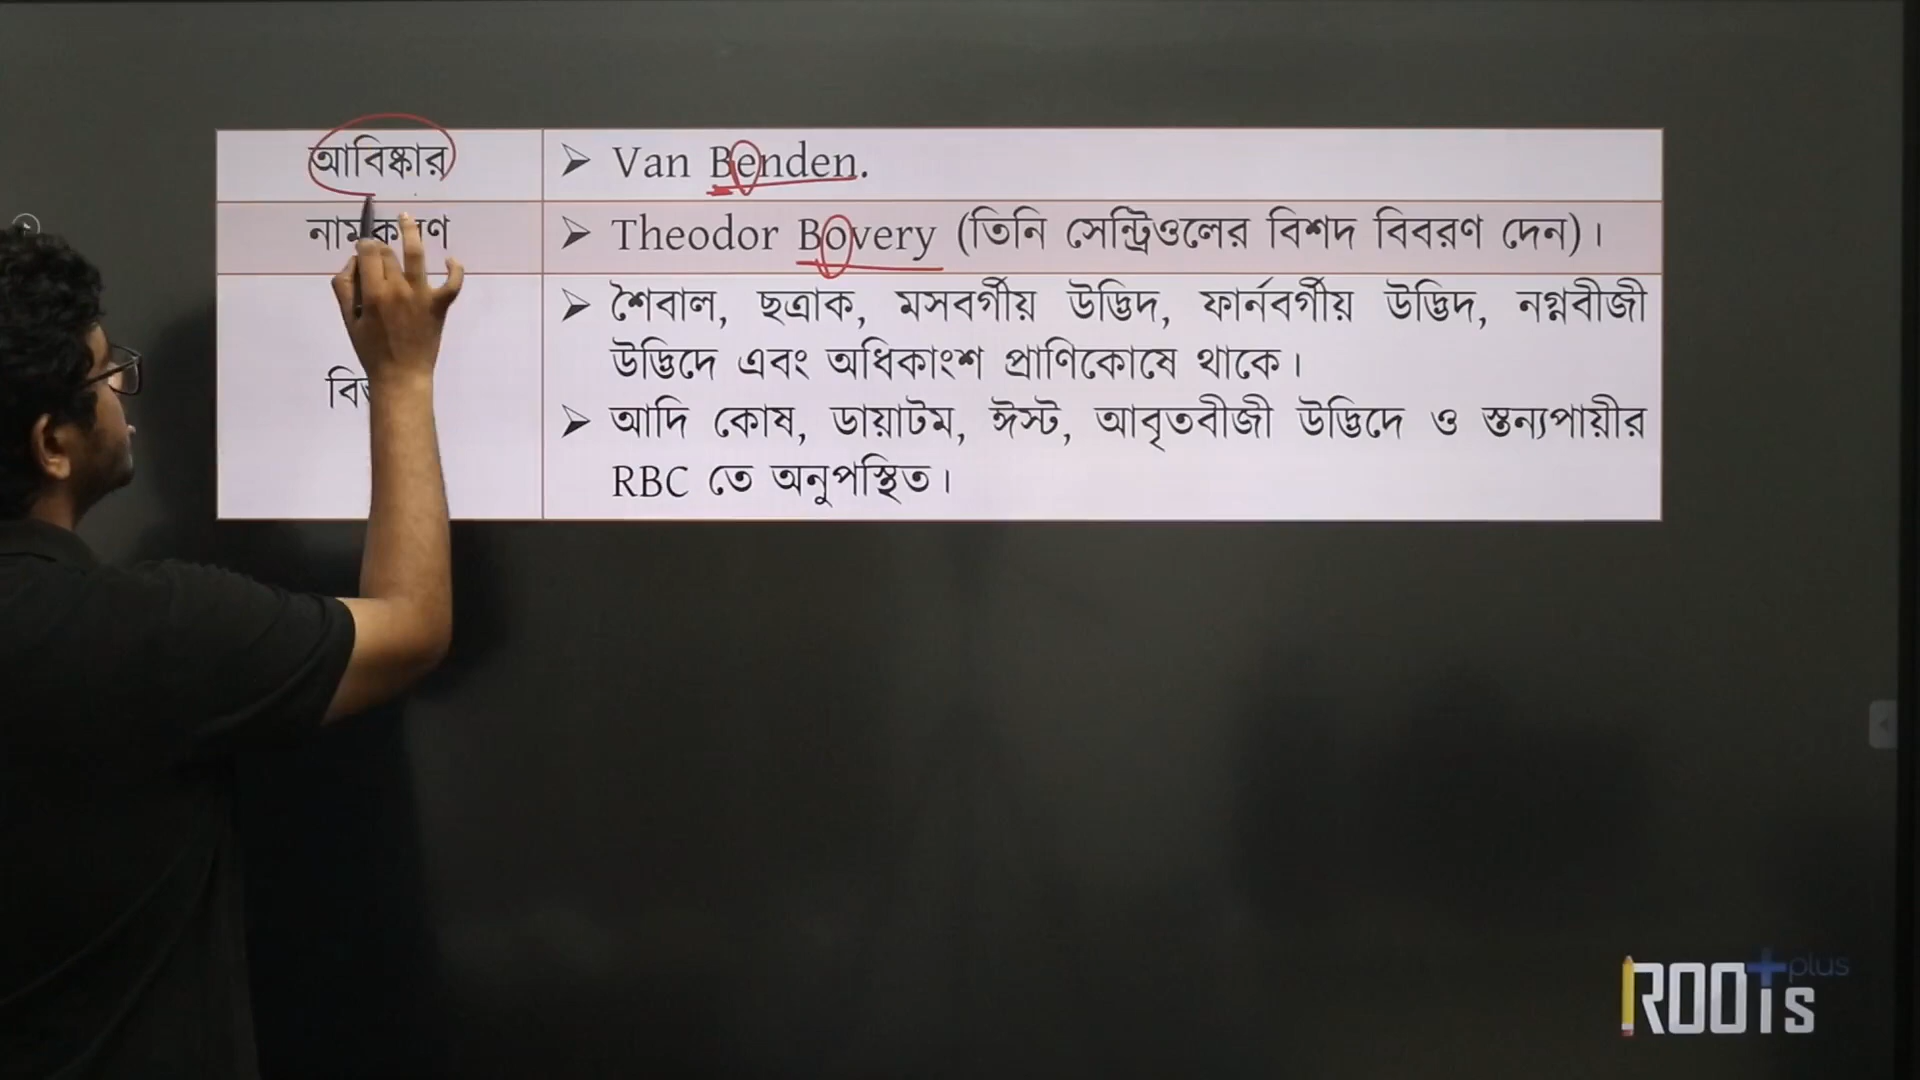 আবিষ্কার
➢ Van Benden.
নামকরণ
➢ Theodor Bovery (তিনি সেন্ট্রিওলের বিশদ বিবরণ দেন)।
➢ শৈবাল, ছত্রাক, মসবর্গীয় উদ্ভিদ, ফার্নবর্গীয় উদ্ভিদ, নগ্নবীজী
উদ্ভিদে এবং অধিকাংশ প্রাণিকোষে থাকে।
➢ আদি কোষ, ডায়াটম, ঈস্ট, আবৃতবীজী উদ্ভিদে ও স্তন্যপায়ীর
RBC তে অনুপস্থিত।
ROOTs plus